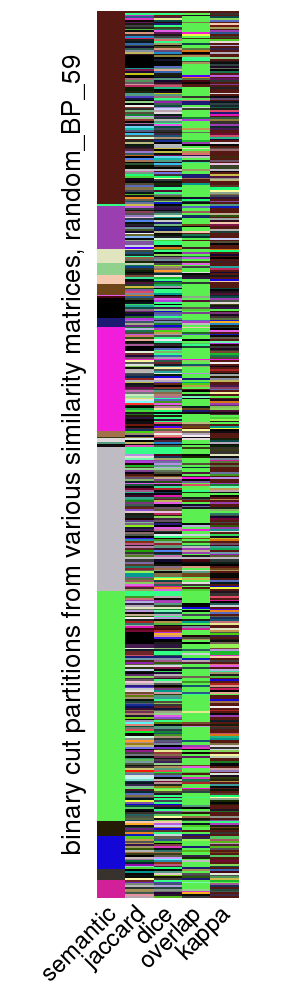 binary cut partitions from various similarity matrices, random_BP_59
semantic
jaccard
dice
overlap
kappa